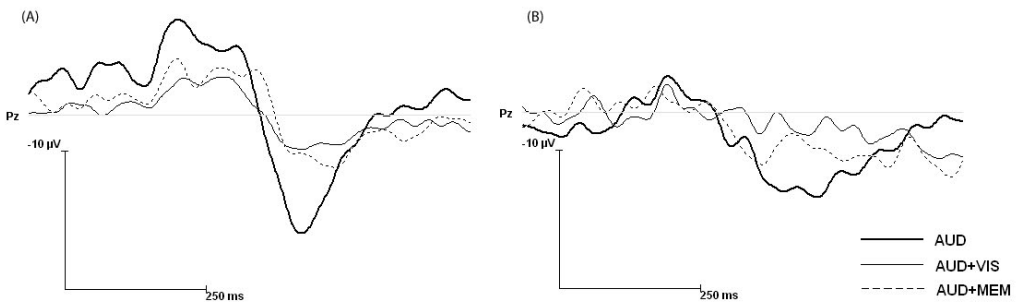 (A)
Pz
-10 µV
250 ms
(B)
Pz
-10 µV
250 ms
AUD
AUD+VIS
AUD+MEM